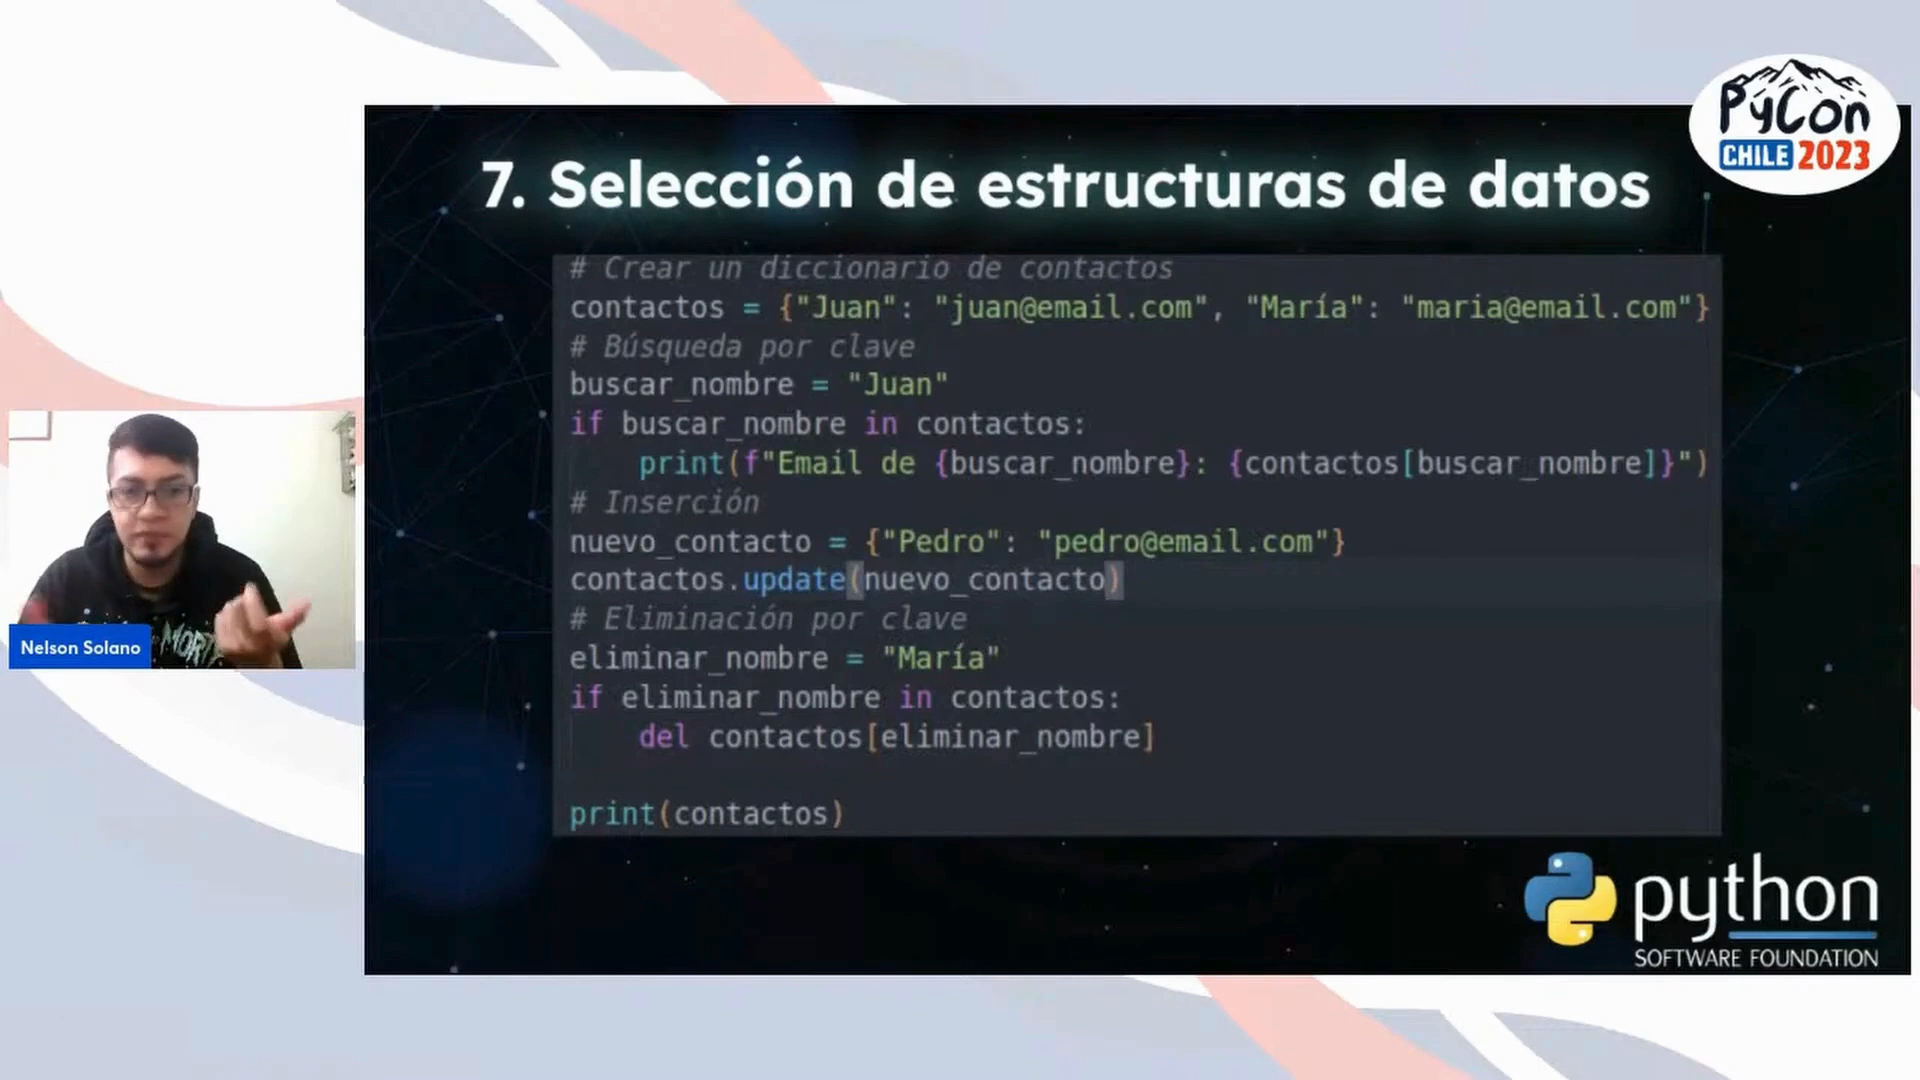 PyCon
CHILE 2023
7. Selección de estructuras de datos
# Crear un diccionario de contactos
contactos = {"Juan": "juan@email.com", "María": "maria@email.com"}
# Búsqueda por clave
buscar_nombre = "Juan"
if buscar_nombre in contactos:
    print(f"Email de {buscar_nombre}: {contactos[buscar_nombre]}")
# Inserción
nuevo_contacto = {"Pedro": "pedro@email.com"}
contactos.update(nuevo_contacto)
# Eliminación por clave
eliminar_nombre = "María"
if eliminar_nombre in contactos:
    del contactos[eliminar_nombre]
print(contactos)
MORT
Nelson Solano
python
SOFTWARE FOUNDATION